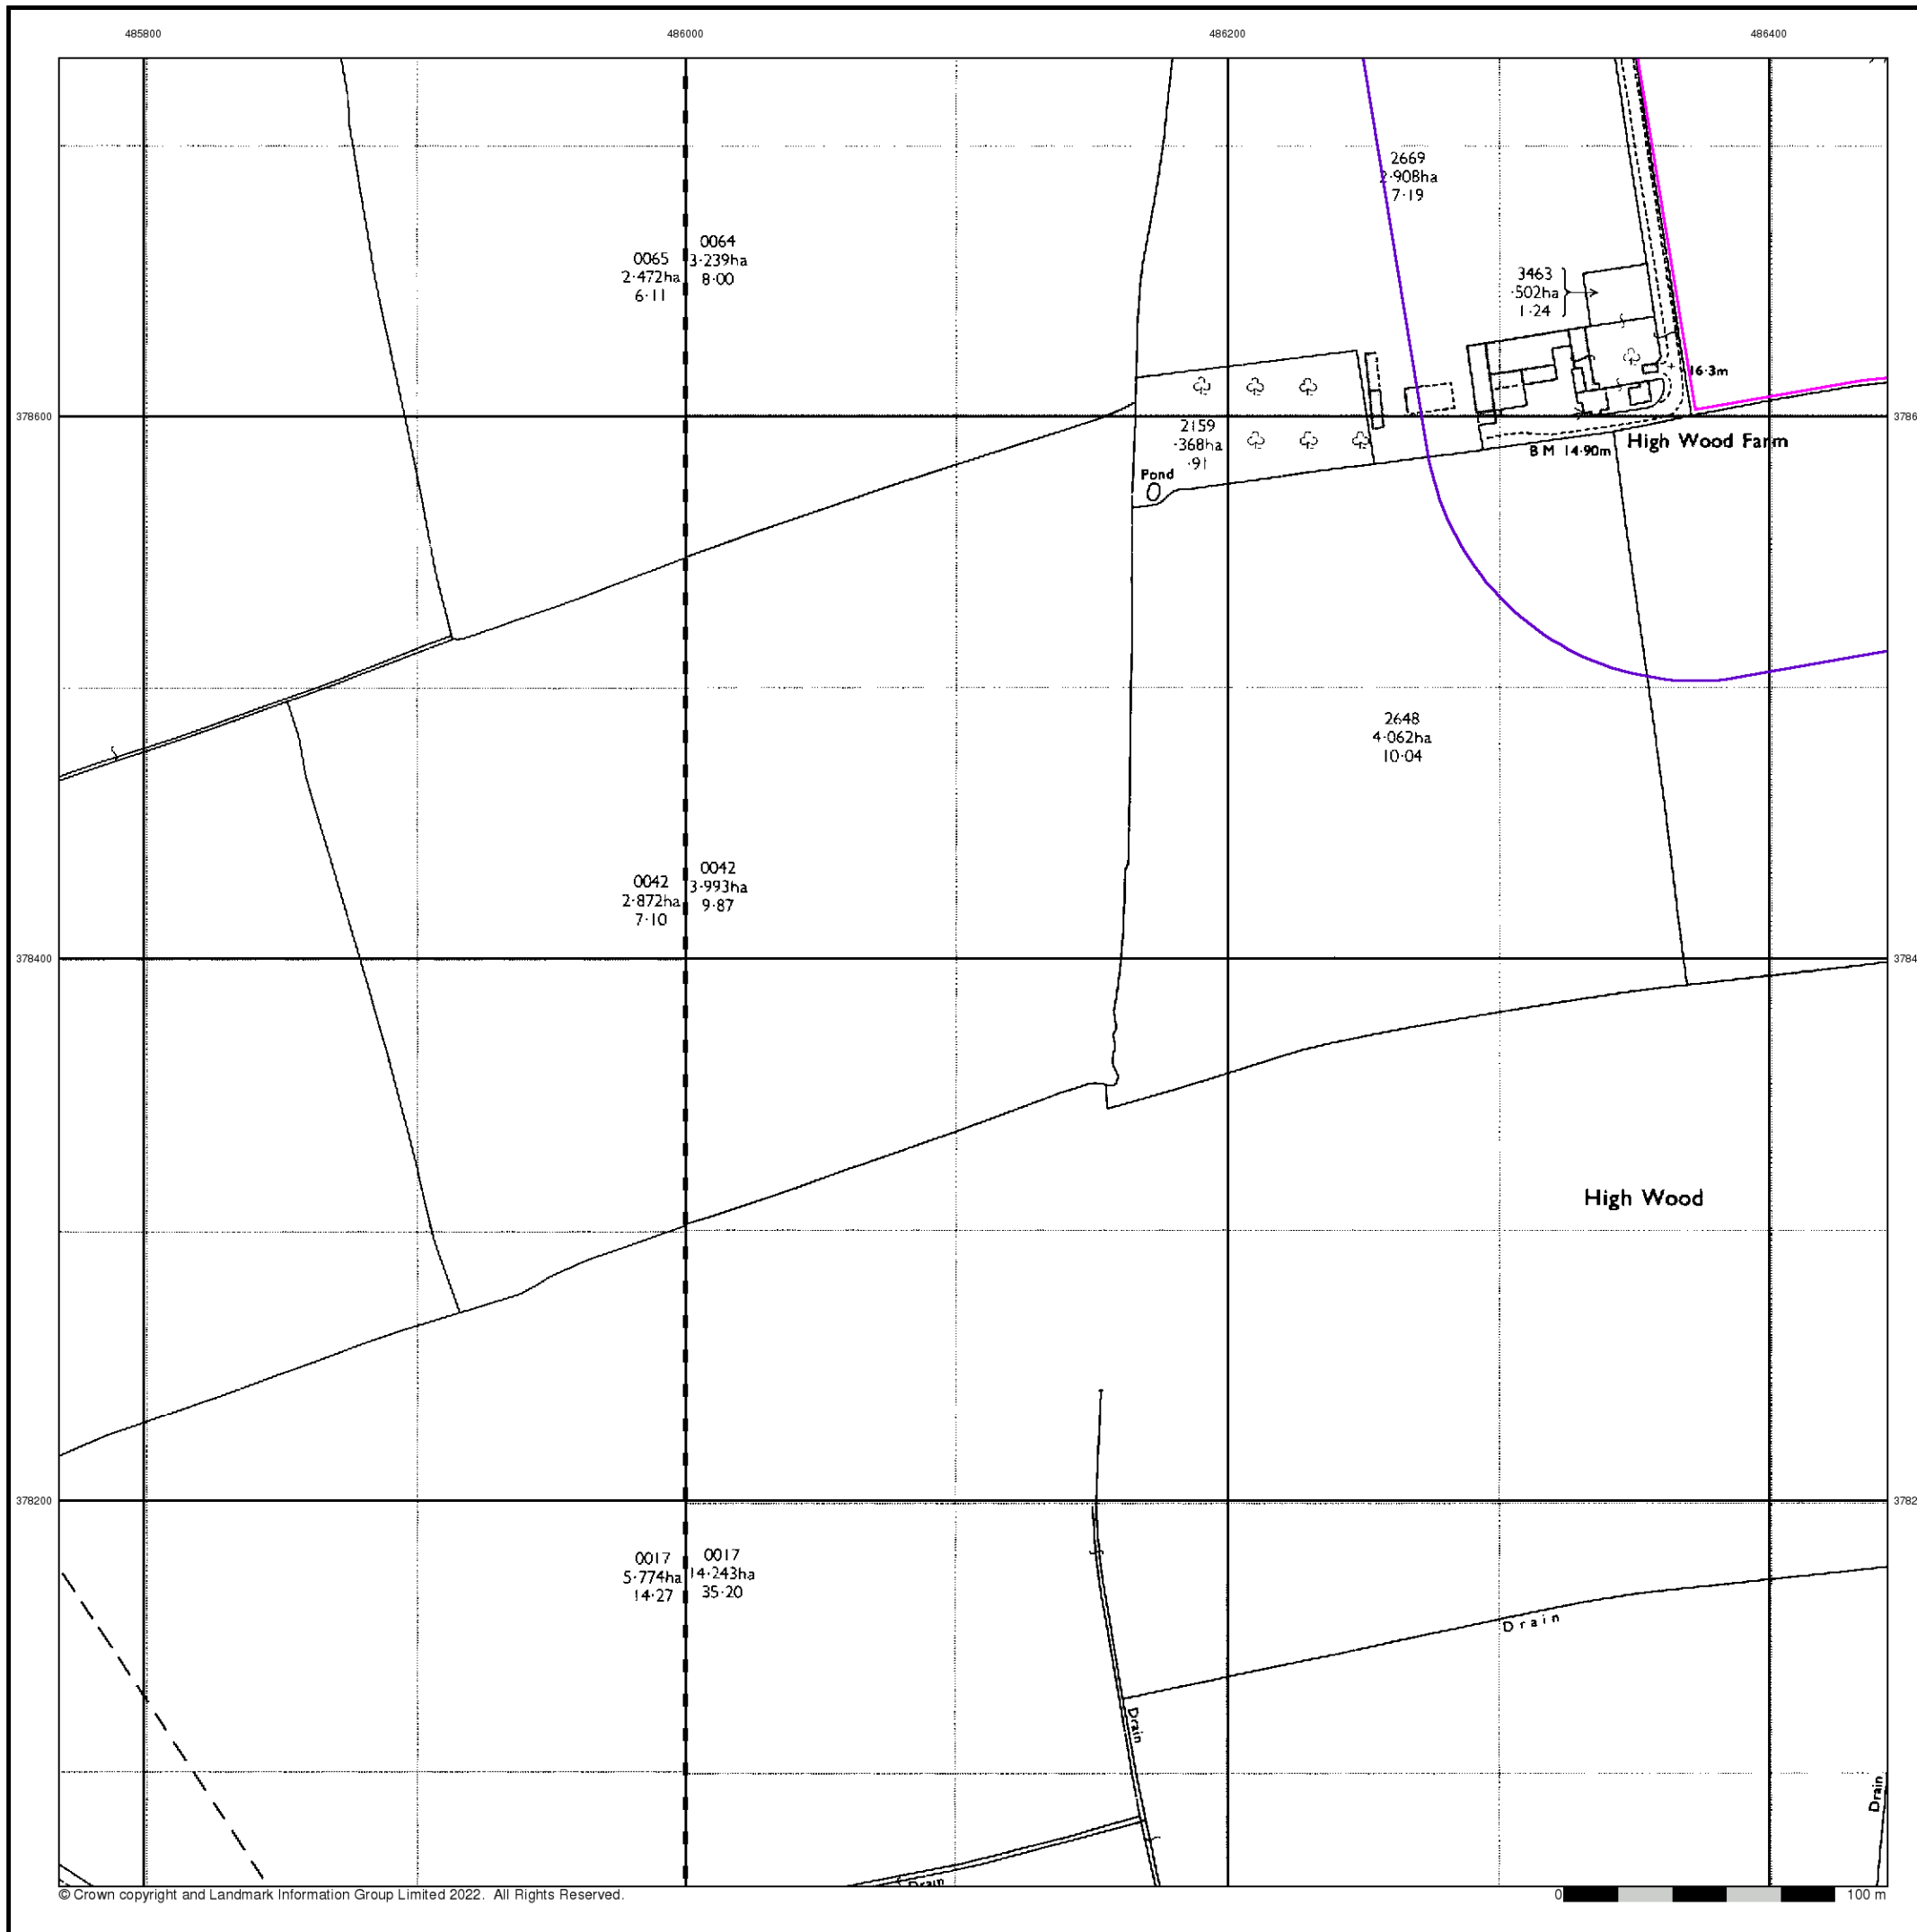 485800 486000 486200 486400
2669
2·908ha
7·19
0064
3·239ha
8·00
0065
2·472ha
6·11
3463
·502ha
1·24
16·3m
378600
3786
2159
·368ha
·91
High Wood Farm
B M 14·90m
Pond
2648
4·062ha
10·04
0042
3·993ha
9·87
0042
2·872ha
7·10
378400
3784
High Wood
378200
3782
0017
14·243ha
35·20
0017
5·774ha
14·27
Drain
Drain
Drain
Drain
© Crown copyright and Landmark Information Group Limited 2022. All Rights Reserved.
0 100 m